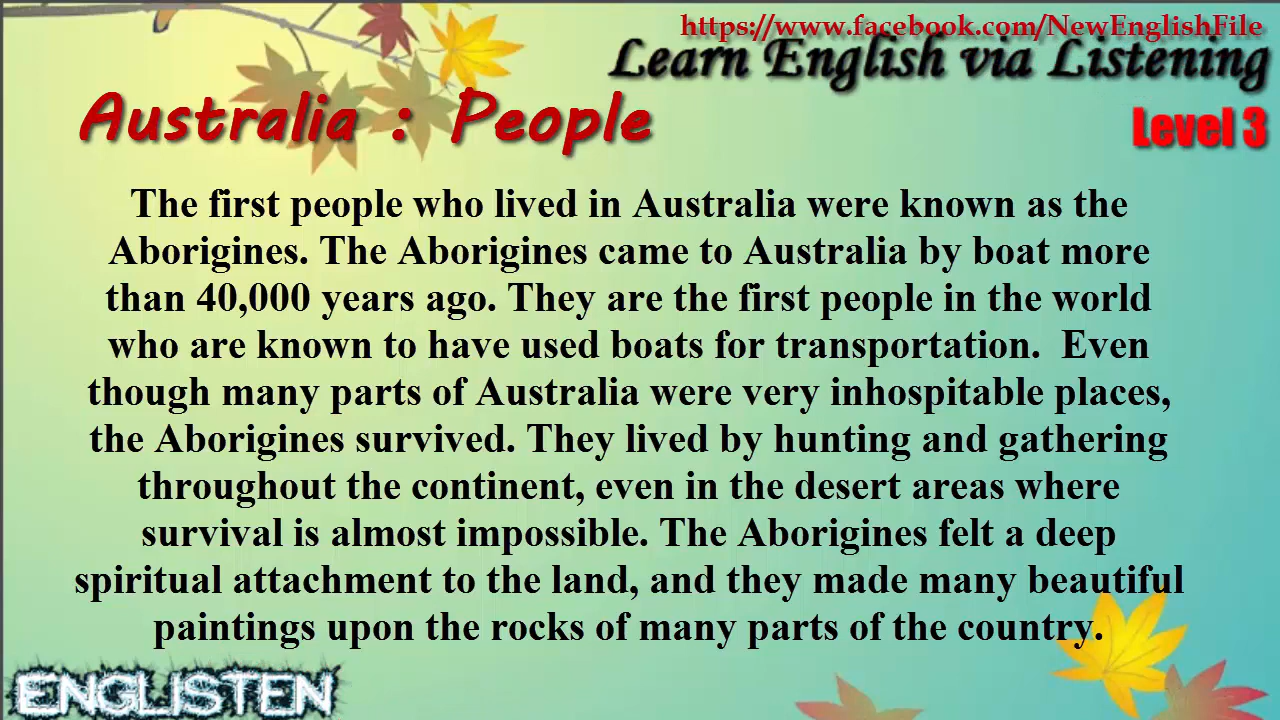 https://www.facebook.com/NewEnglishFile
Learn English via Listening
Australia : People
Level 3
The first people who lived in Australia were known as the
Aborigines. The Aborigines came to Australia by boat more
than 40,000 years ago. They are the first people in the world
who are known to have used boats for transportation.  Even
though many parts of Australia were very inhospitable places,
the Aborigines survived. They lived by hunting and gathering
throughout the continent, even in the desert areas where
survival is almost impossible. The Aborigines felt a deep
spiritual attachment to the land, and they made many beautiful
paintings upon the rocks of many parts of the country.
ENGLISTEN